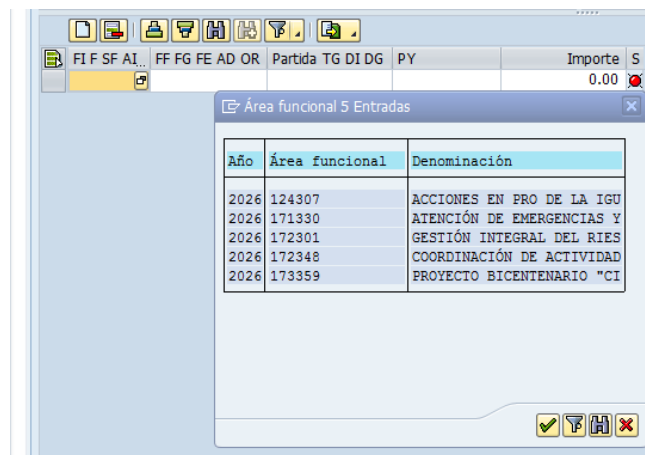 FI F SF AI.. FF FG FE AD OR Partida TG DI DG PY Importe S
0.00
Área funcional 5 Entradas
Año Área funcional Denominación
2026 124307 ACCIONES EN PRO DE LA IGU
2026 171330 ATENCIÓN DE EMERGENCIAS Y
2026 172301 GESTIÓN INTEGRAL DEL RIES
2026 172348 COORDINACIÓN DE ACTIVIDAD
2026 173359 PROYECTO BICENTENARIO "CI